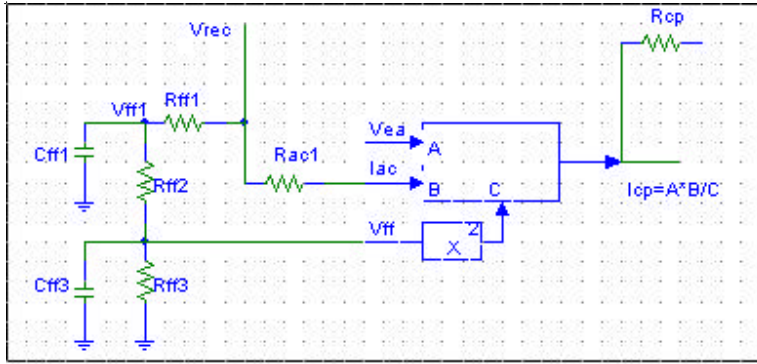 Rcp
Vrec
Vff1
Rff1
Cff1
Rff2
Rac1
Vea
A
Iac
B
C
Icp=A*B/C
Vff
X
2
Cff3
Rff3